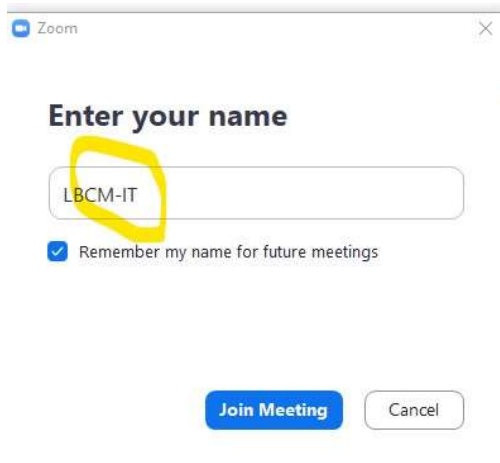 Zoom
Enter your name
LBCM-IT
Remember my name for future meetings
Join Meeting
Cancel